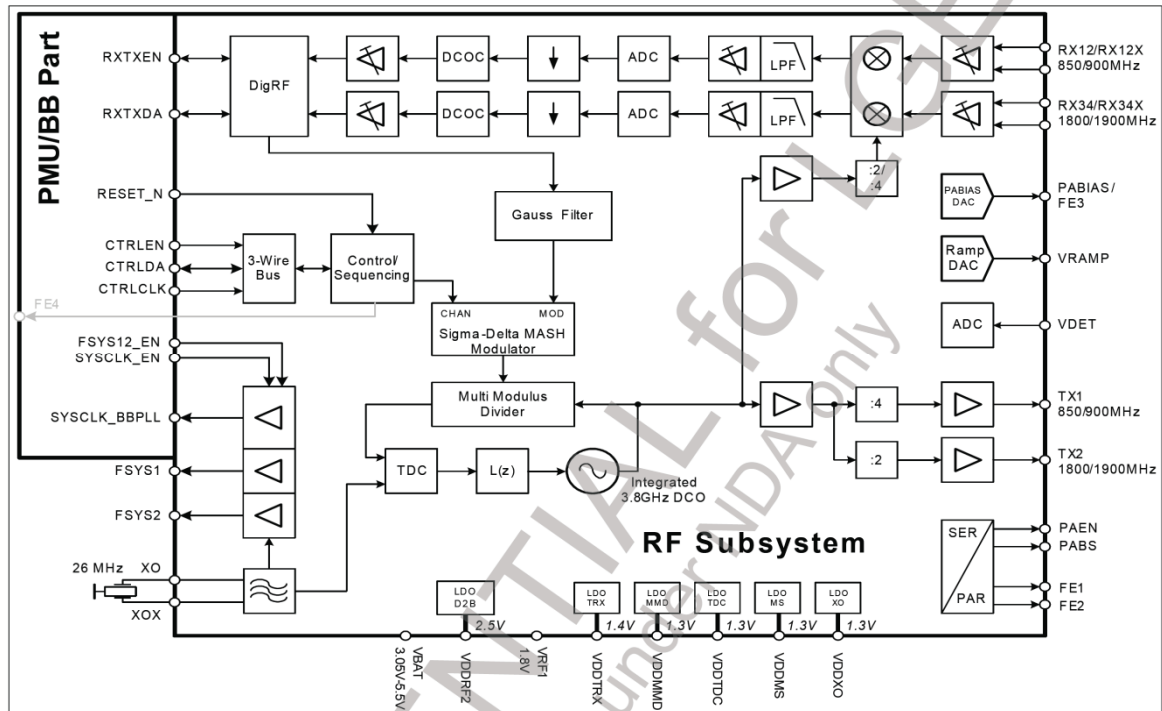 PMU/BB Part
RXTXEN
RXTXDA
DigRF
DCOC
ADC
LPF
RX12/RX12X
850/900MHz
DCOC
ADC
LPF
RX34/RX34X
1800/1900MHz
RESET_N
Gauss Filter
:2/
:4
PABIAS
DAC
PABIAS/
FE3
CTRLEN
CTRLDA
CTRLCLK
3-Wire
Bus
Control/
Sequencing
Ramp
DAC
VRAMP
FE4
CHAN
MOD
Sigma-Delta MASH
Modulator
ADC
VDET
FSYS12_EN
SYSCLK_EN
SYSCLK_BBPLL
Multi Modulus
Divider
:4
TX1
850/900MHz
FSYS1
TDC
L(z)
Integrated
3.8GHz DCO
:2
TX2
1800/1900MHz
FSYS2
RF Subsystem
SER
PAR
PAEN
PABS
FE1
FE2
26 MHz
XO
XOX
LDO
D2B
LDO
TRX
LDO
MMD
LDO
TDC
LDO
MS
LDO
XO
2.5V
1.4V
1.3V
1.3V
1.3V
1.3V
VBAT
3.05V-5.5V
VDDRF2
VRF1
1.8V
VDDTRX
VDDMMD
VDDTDC
VDDMS
VDDXO
ENTIAL for LGE
under NDA only